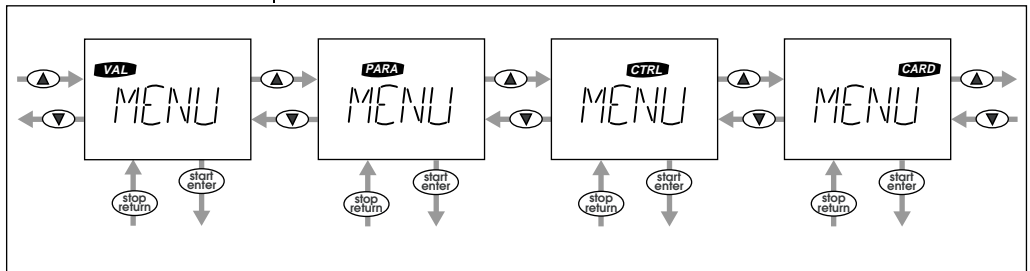 VAL
MENU
PARA
MENU
CTRL
MENU
CARD
MENU
start
enter
stop
return
start
enter
stop
return
start
enter
stop
return
start
enter
stop
return